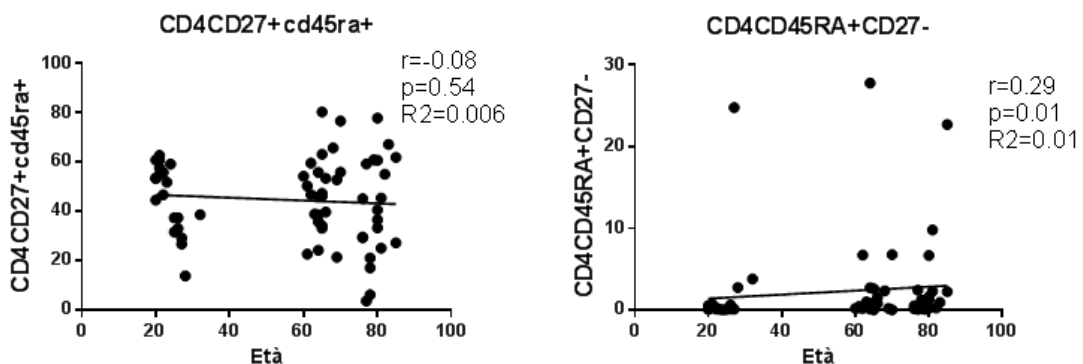 CD4CD27+cd45ra+
r=-0.08
p=0.54
R2=0.006
CD4CD27+cd45ra+
100
80
60
40
20
0
0 20 40 60 80 100
Età
CD4CD45RA+CD27-
r=0.29
p=0.01
R2=0.01
CD4CD45RA+CD27-
30
20
10
0
0 20 40 60 80 100
Età